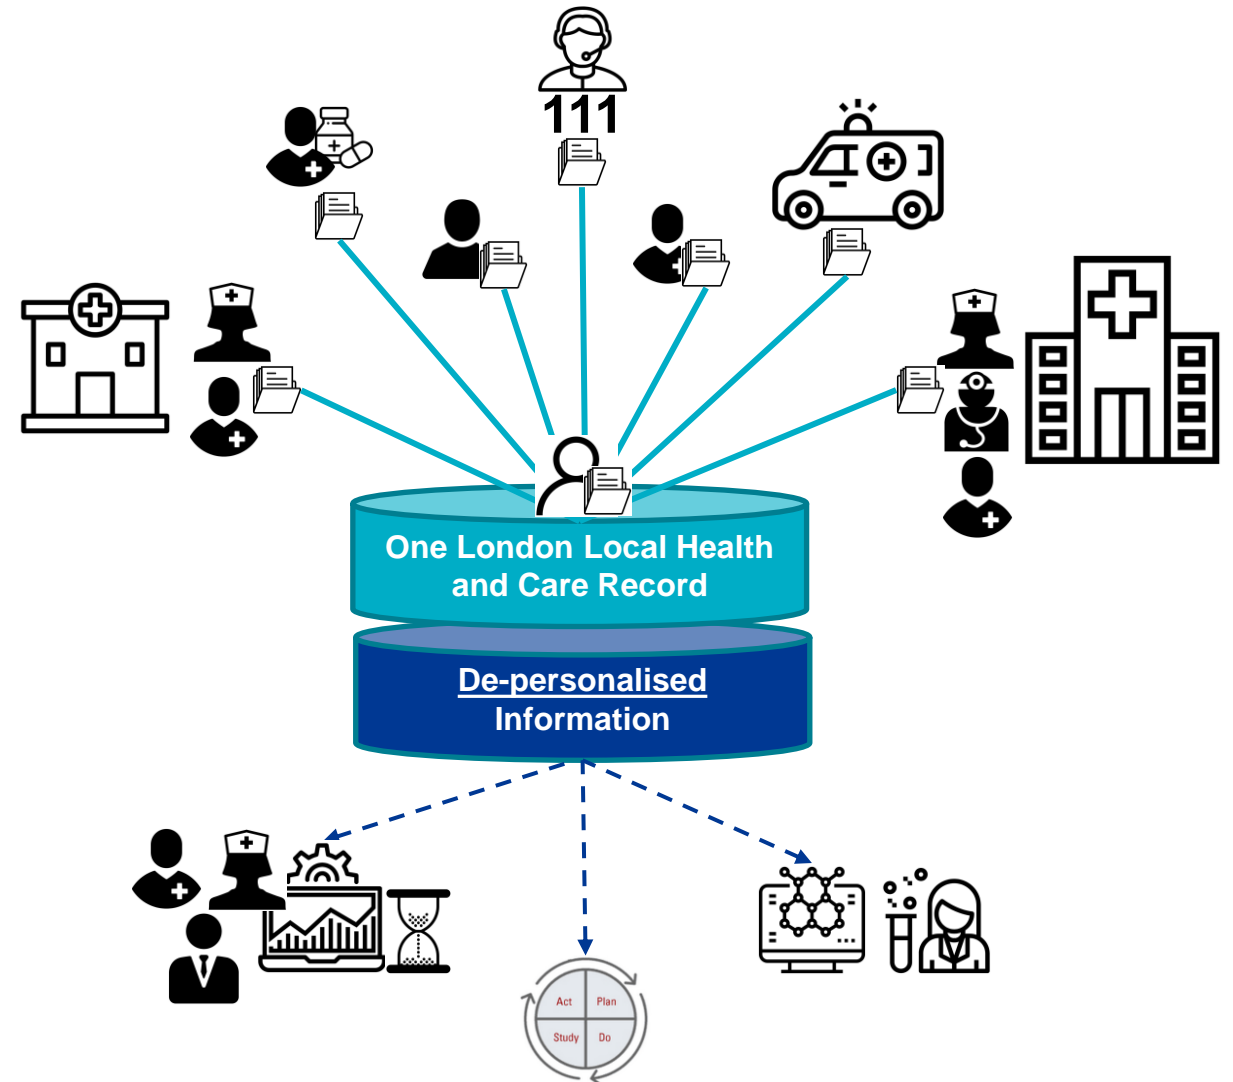 111
One London Local Health
and Care Record
De-personalised
Information
Act Plan
Study Do